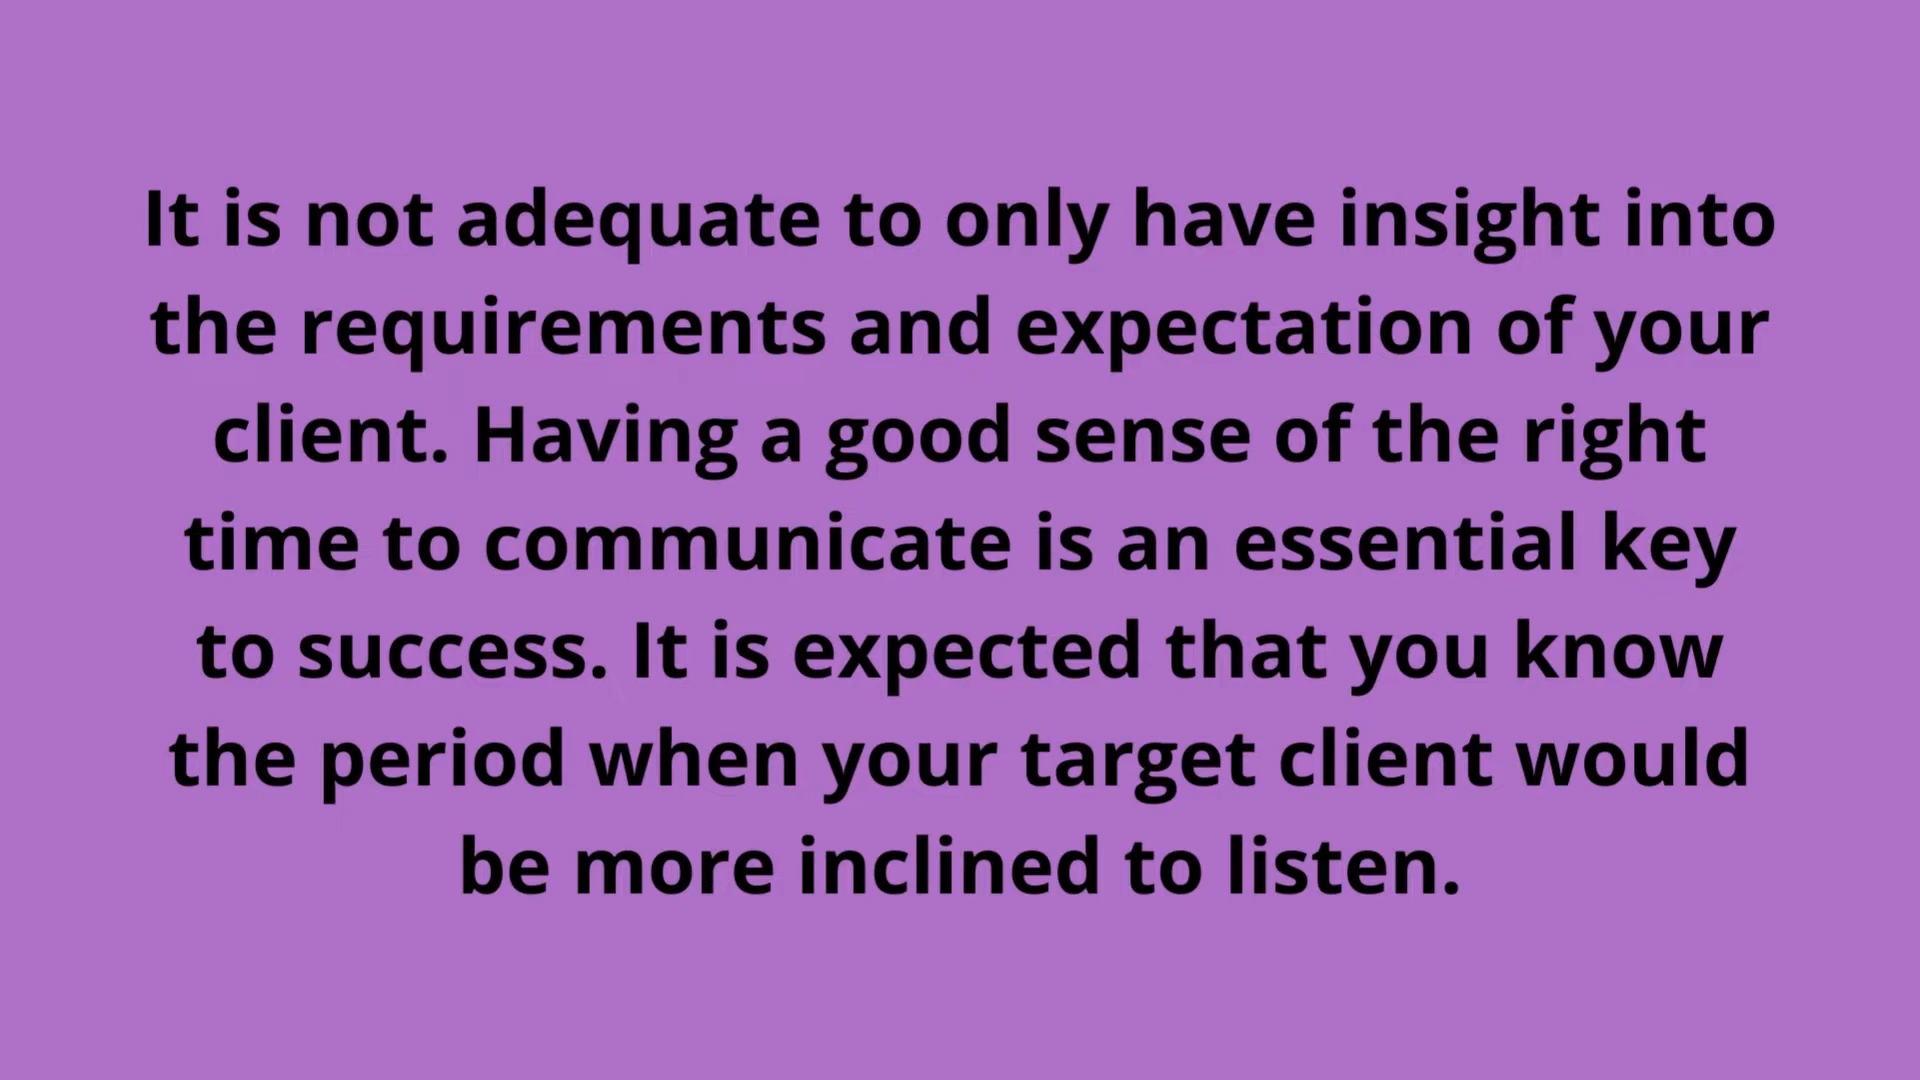 It is not adequate to only have insight into
the requirements and expectation of your
client. Having a good sense of the right
time to communicate is an essential key
to success. It is expected that you know
the period when your target client would
be more inclined to listen.